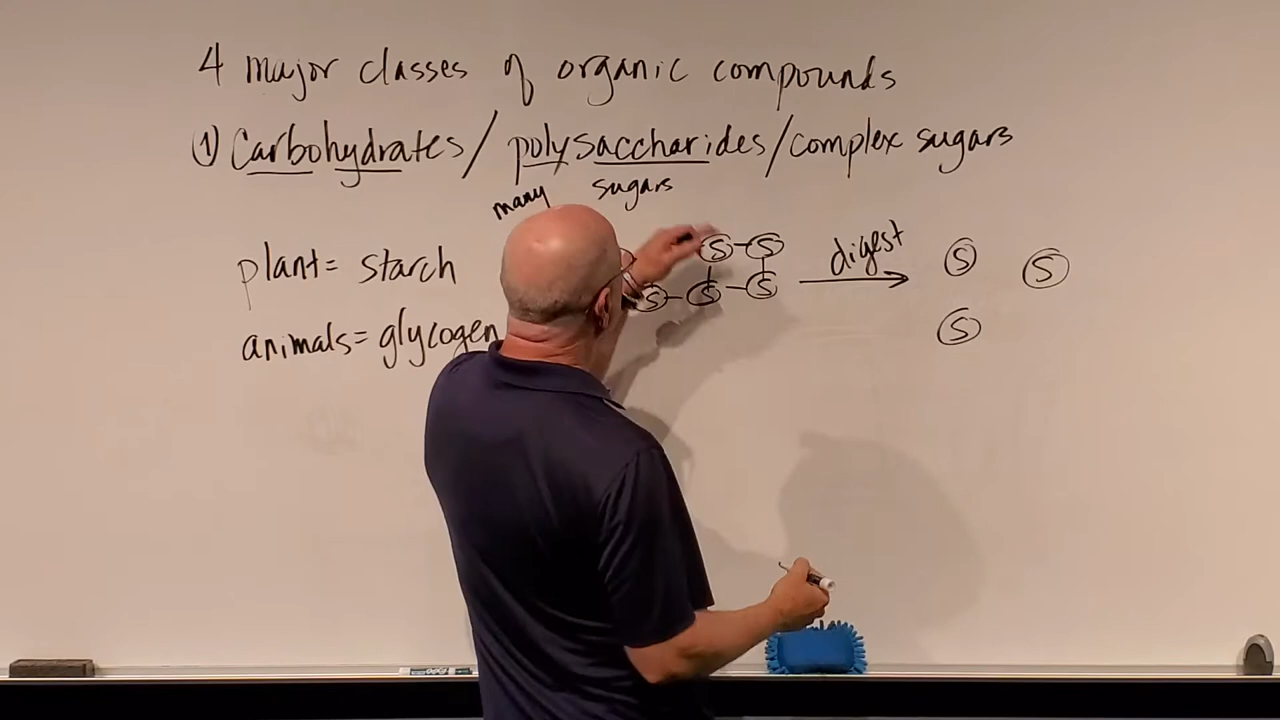 4 major classes of organic compounds
① Carbohydrates/polysaccharides/complex sugars
many sugars
plant= starch
animals= glycogen
S-S
S-S-S
digest
S S
S